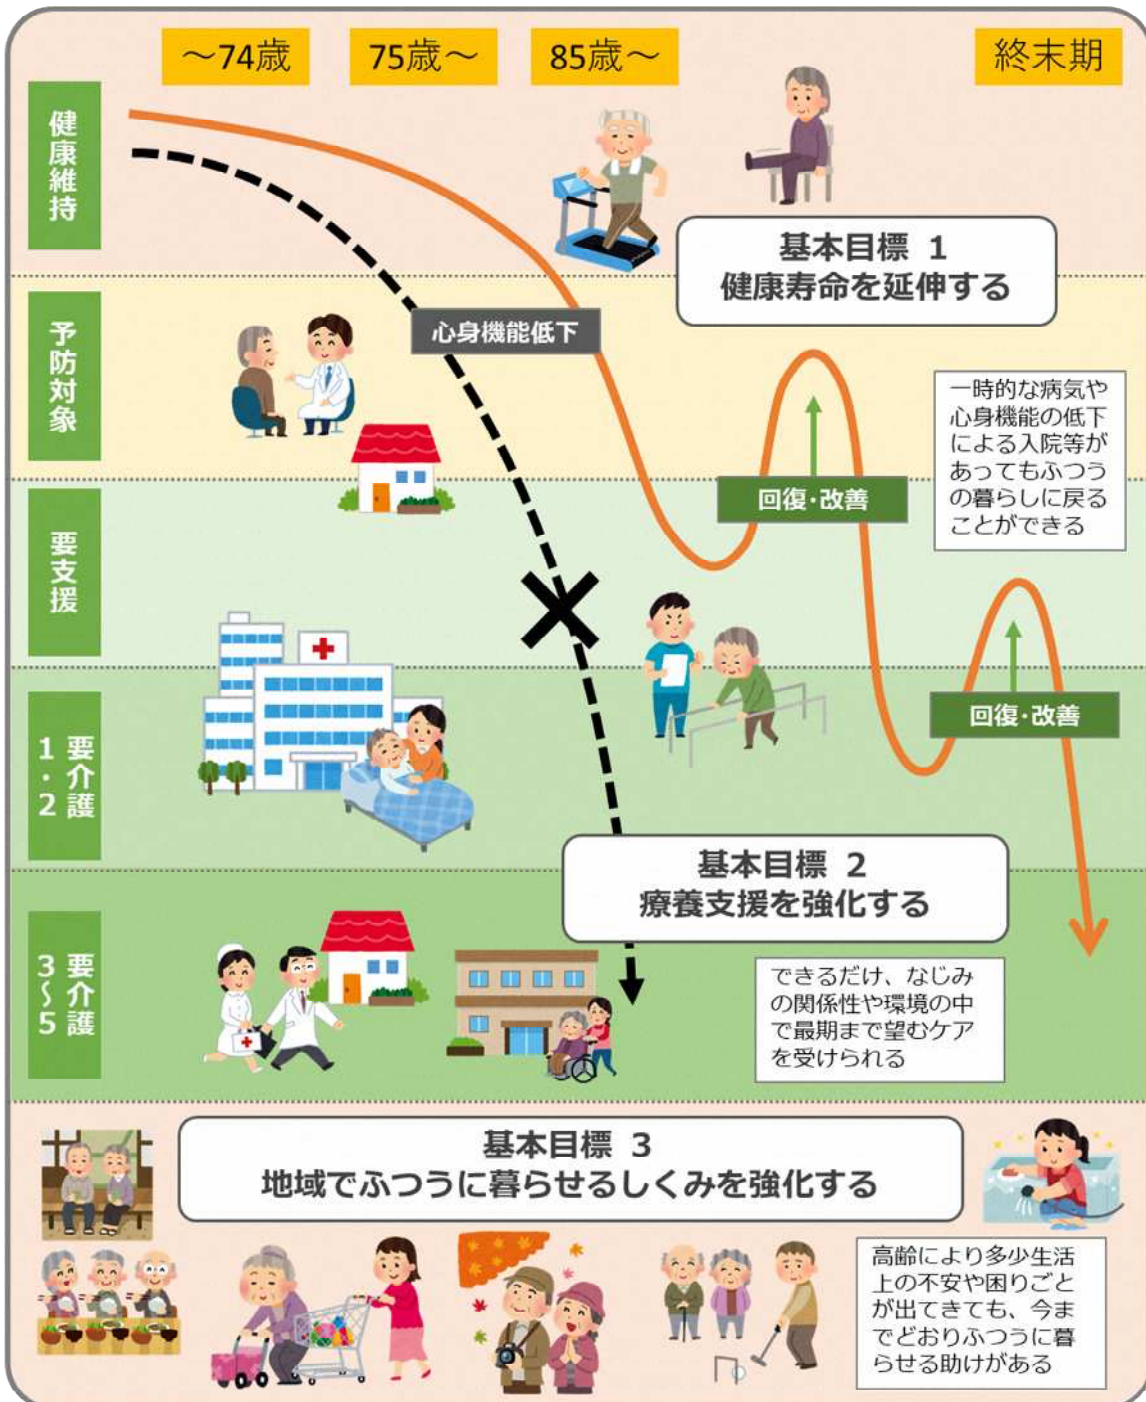 ～74歳
75歳～
85歳～
終末期
健康維持
基本目標 1
健康寿命を延伸する
予防対象
心身機能低下
一時的な病気や
心身機能の低下
による入院等が
あってもふつう
の暮らしに戻る
ことができる
回復・改善
要支援
要介護
1・2
回復・改善
基本目標 2
療養支援を強化する
要介護
3～5
できるだけ、なじみ
の関係性や環境の中
で最期まで望むケア
を受けられる
基本目標 3
地域でふつうに暮らせるしくみを強化する
高齢により多少生活
上の不安や困りごと
が出てきても、今ま
でどおりふつうに暮
らせる助けがある